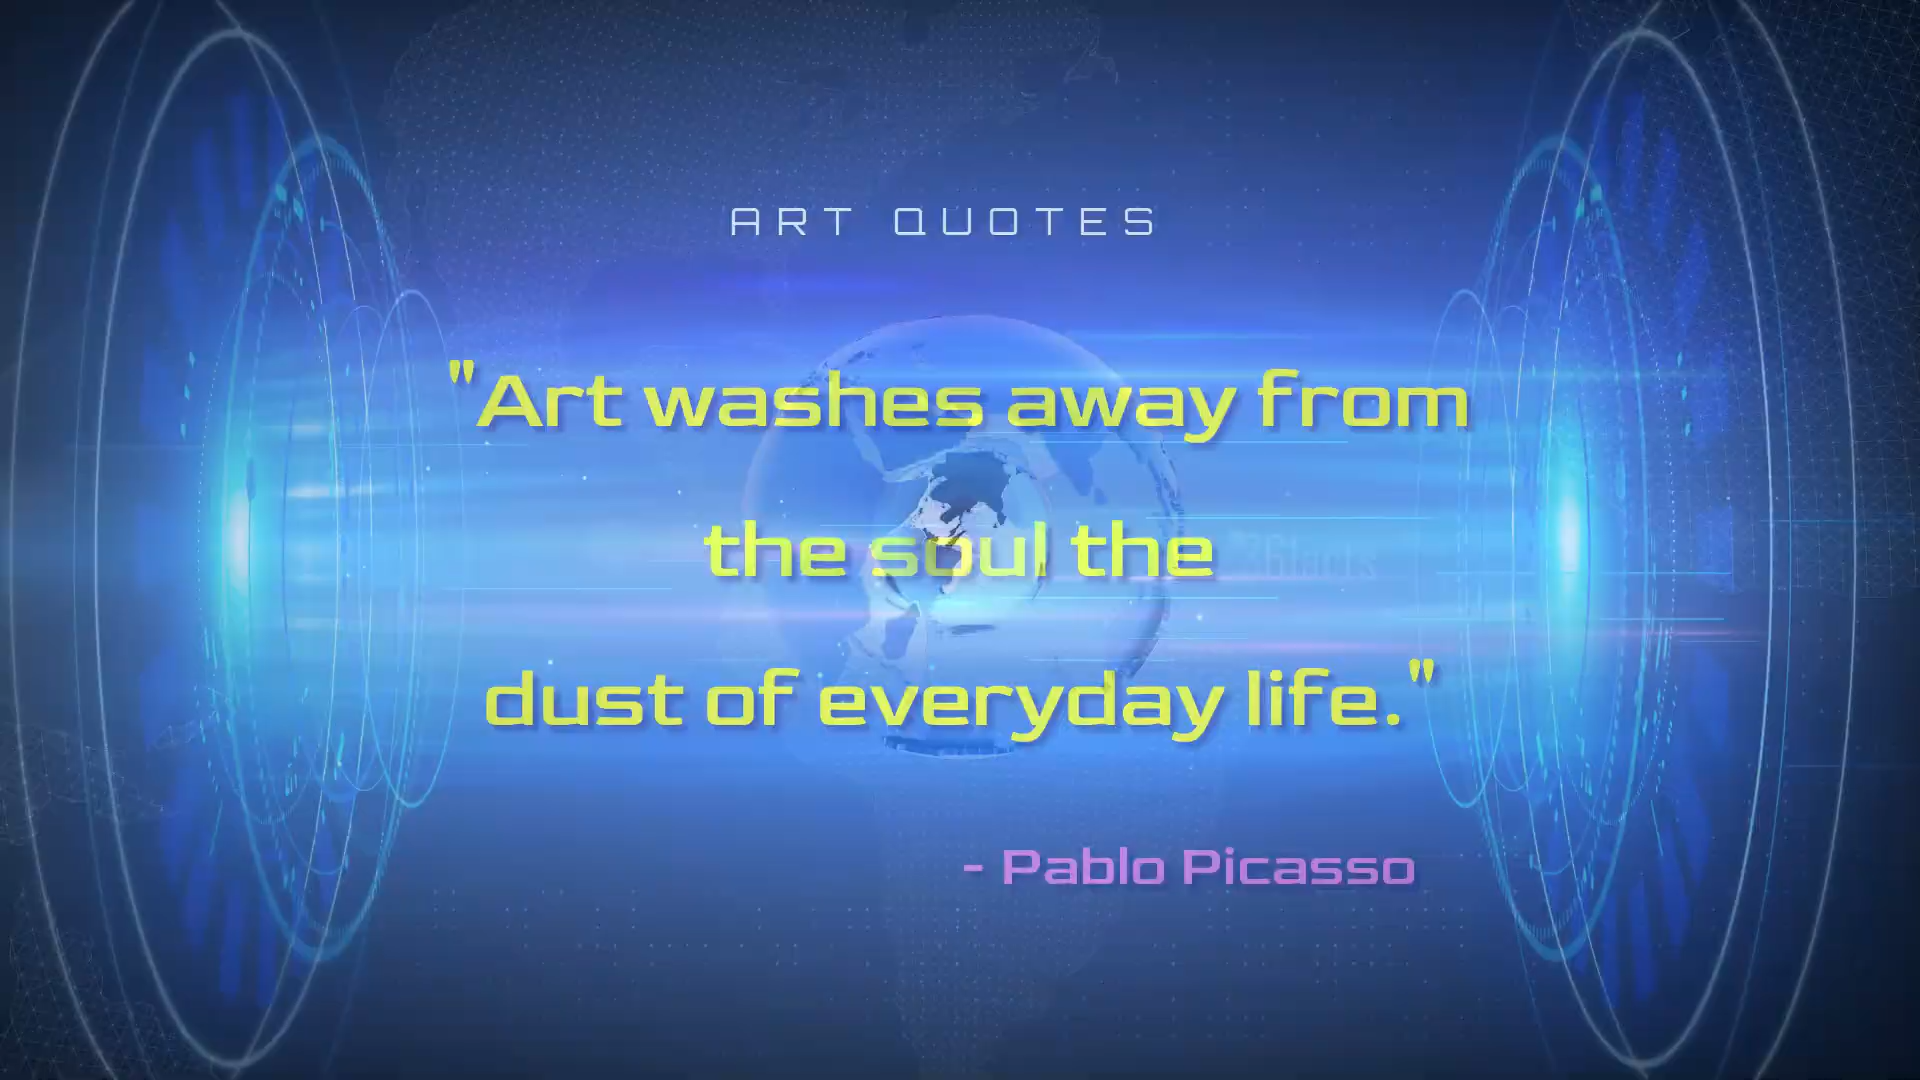 ART QUOTES
"Art washes away from
the soul the
dust of everyday life."
- Pablo Picasso